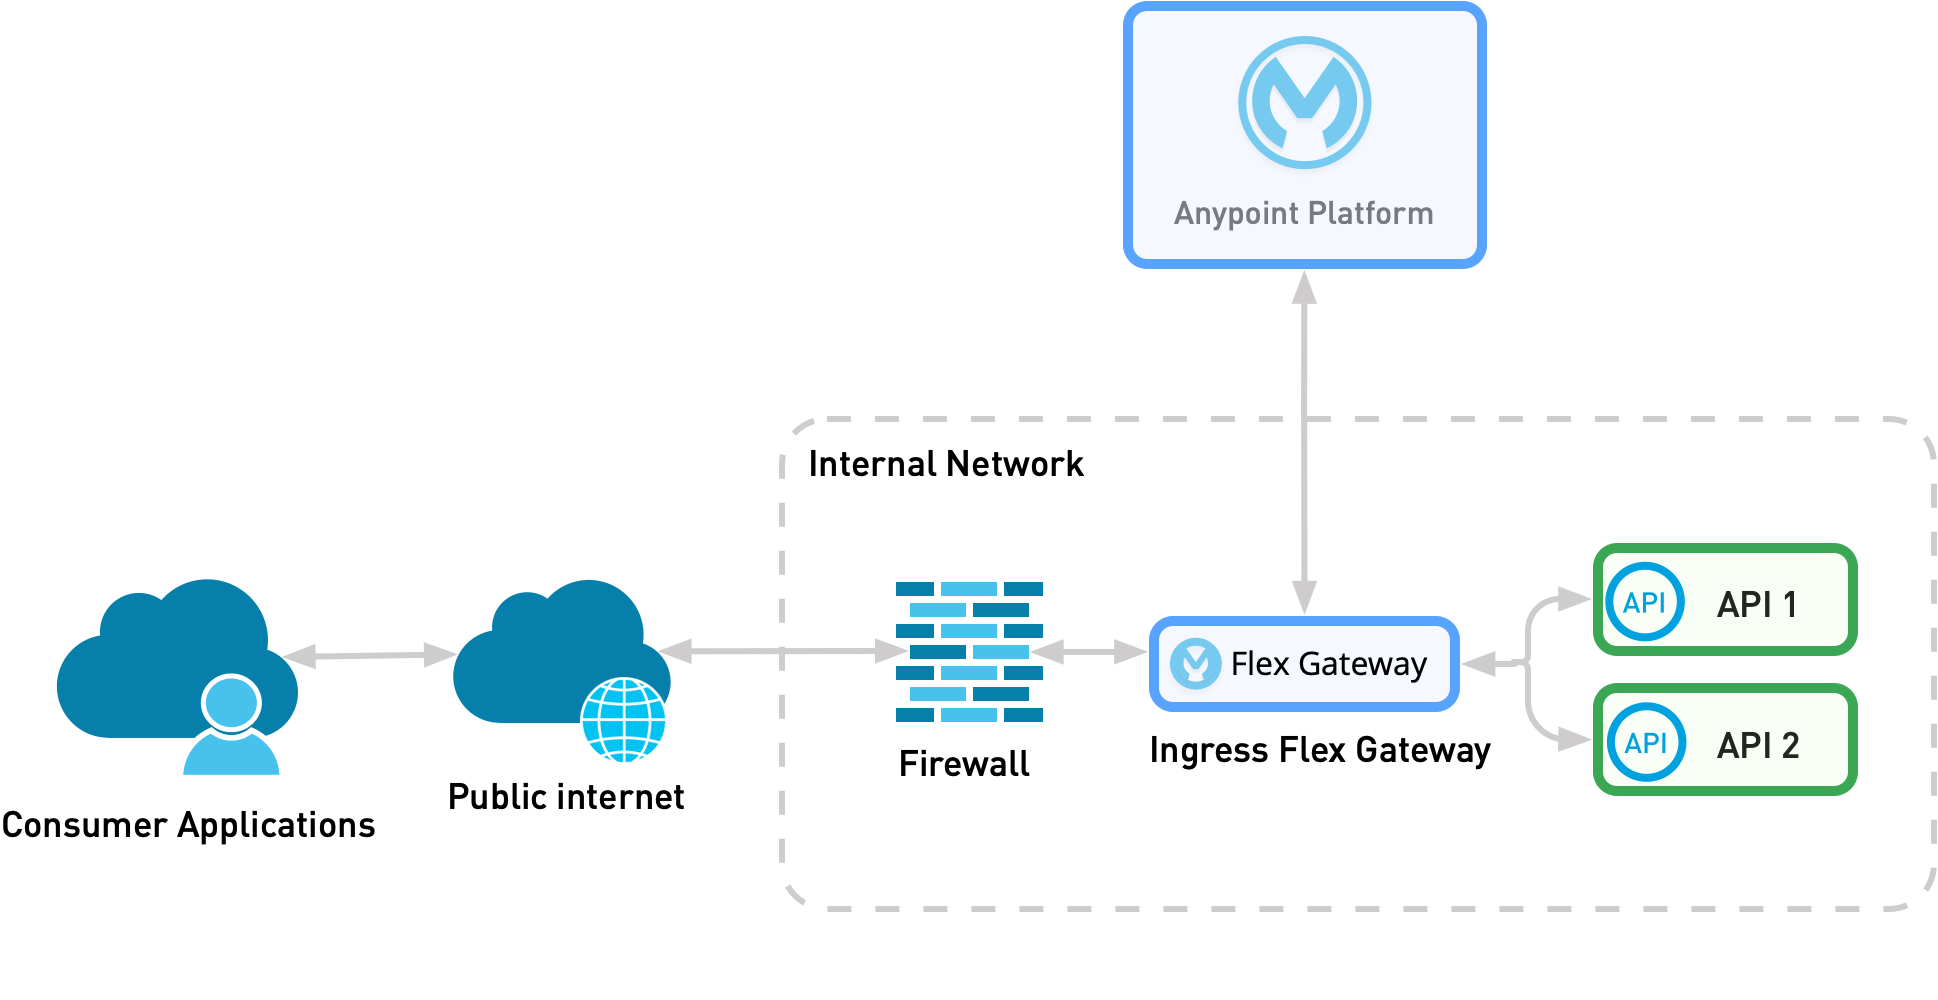 Anypoint Platform
Internal Network
API
API 1
Flex Gateway
API
API 2
Ingress Flex Gateway
Firewall
Public internet
Consumer Applications